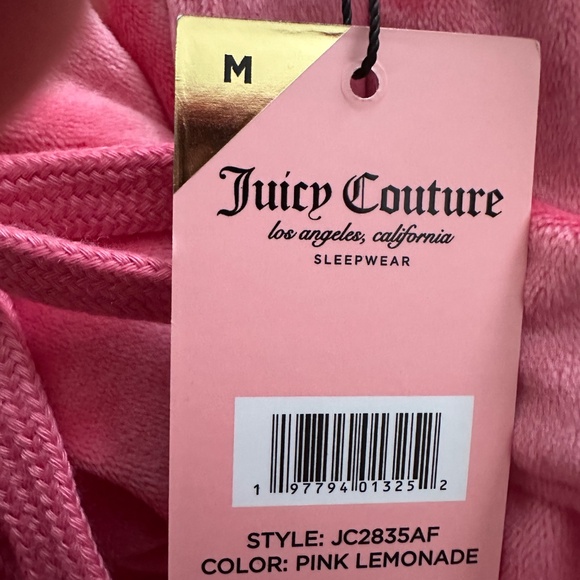 M
Juicy Couture
los angeles, california
SLEEPWEAR
1 97794 01325 2
STYLE: JC2835AF
COLOR: PINK LEMONADE